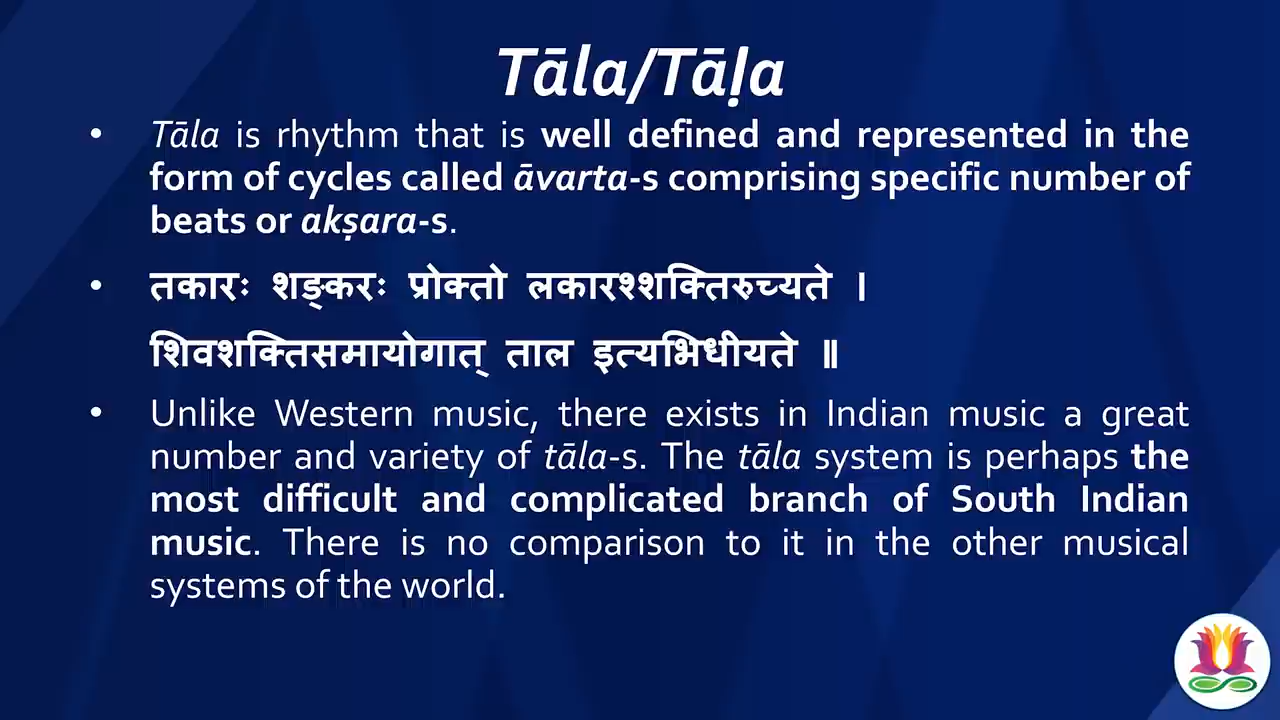 Tāla/Tāḷa
• Tāla is rhythm that is well defined and represented in the
form of cycles called āvarta-s comprising specific number of
beats or akṣara-s.
• तकारः शङ्करः प्रोक्तो लकारश्शक्तिरुच्यते ।
शिवशक्तिसमायोगात् ताल इत्यभिधीयते ॥
• Unlike Western music, there exists in Indian music a great
number and variety of tāla-s. The tāla system is perhaps the
most difficult and complicated branch of South Indian
music. There is no comparison to it in the other musical
systems of the world.